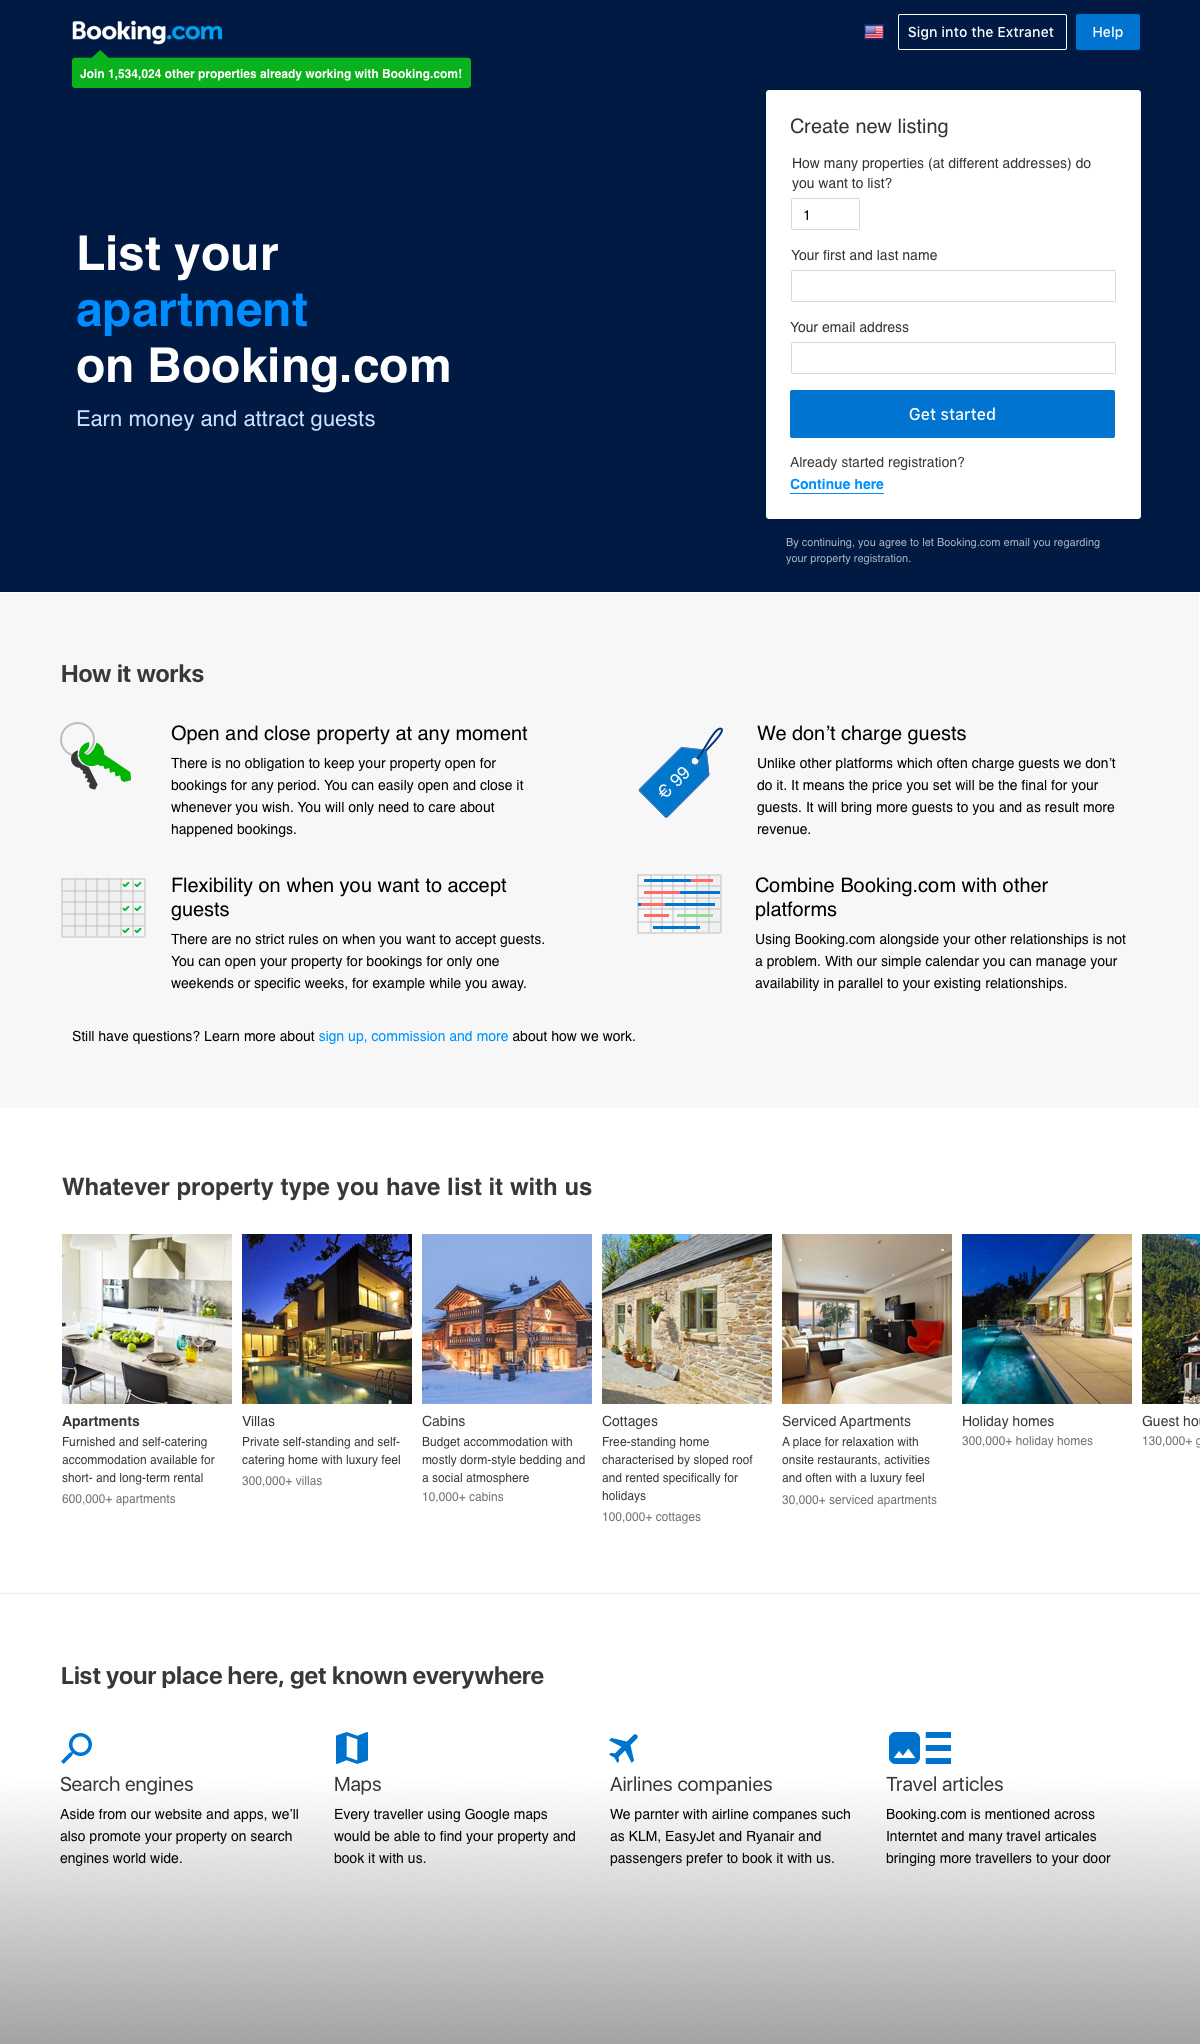 Booking.com
Sign into the Extranet
Help
Join 1,534,024 other properties already working with Booking.com!
List your
apartment
on Booking.com
Earn money and attract guests
Create new listing
How many properties (at different addresses) do
you want to list?
1
Your first and last name
Your email address
Get started
Already started registration?
Continue here
By continuing, you agree to let Booking.com email you regarding
your property registration.
How it works
Open and close property at any moment
There is no obligation to keep your property open for
bookings for any period. You can easily open and close it
whenever you wish. You will only need to care about
happened bookings.
€ 99
We don’t charge guests
Unlike other platforms which often charge guests we don’t
do it. It means the price you set will be the final for your
guests. It will bring more guests to you and as result more
revenue.
Flexibility on when you want to accept
guests
There are no strict rules on when you want to accept guests.
You can open your property for bookings for only one
weekends or specific weeks, for example while you away.
Combine Booking.com with other
platforms
Using Booking.com alongside your other relationships is not
a problem. With our simple calendar you can manage your
availability in parallel to your existing relationships.
Still have questions? Learn more about sign up, commission and more about how we work.
Whatever property type you have list it with us
Apartments
Furnished and self-catering
accommodation available for
short- and long-term rental
600,000+ apartments
Villas
Private self-standing and self-
catering home with luxury feel
300,000+ villas
Cabins
Budget accommodation with
mostly dorm-style bedding and
a social atmosphere
10,000+ cabins
Cottages
Free-standing home
characterised by sloped roof
and rented specifically for
holidays
100,000+ cottages
Serviced Apartments
A place for relaxation with
onsite restaurants, activities
and often with a luxury feel
30,000+ serviced apartments
Holiday homes
300,000+ holiday homes
Guest ho
130,000+ g
List your place here, get known everywhere
Search engines
Aside from our website and apps, we’ll
also promote your property on search
engines world wide.
Maps
Every traveller using Google maps
would be able to find your property and
book it with us.
Airlines companies
We parnter with airline companes such
as KLM, EasyJet and Ryanair and
passengers prefer to book it with us.
Travel articles
Booking.com is mentioned across
Interntet and many travel articales
bringing more travellers to your door